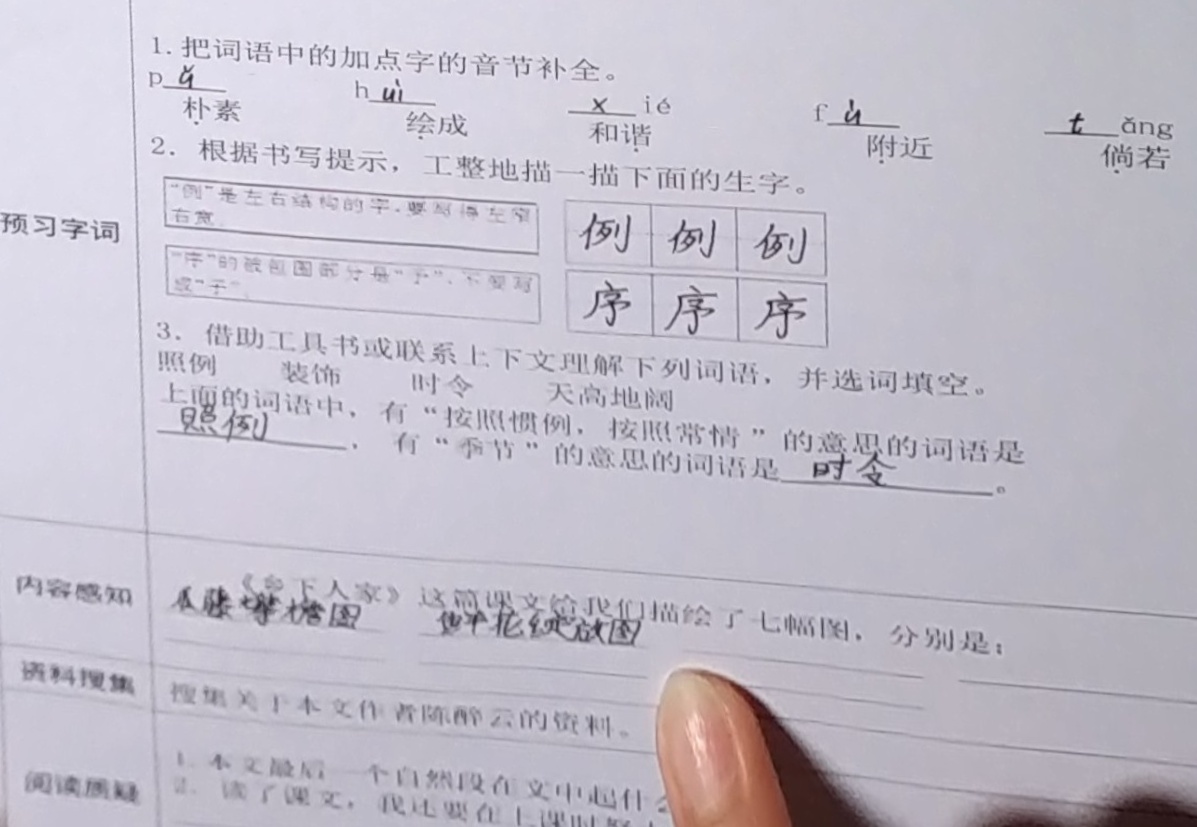 1. 把词语中的加点字的音节补全。
pǔ huì xié fù tǎng
朴素 绘成 和谐 附近 倘若
2. 根据书写提示，工整地描一描下面的生字。
预习字词
“例”是左右结构的字，要写得左窄右宽。
例 例 例
“序”的被包围部分是“予”，不要写成“子”。
序 序 序
3. 借助工具书或联系上下文理解下列词语，并选词填空。
照例 装饰 时令 天高地阔
上面的词语中，有“按照惯例，按照常情”的意思的词语是
照例，有“季节”的意思的词语是 时令。
内容感知
《乡下人家》这篇课文给我们描绘了七幅图，分别是：
瓜藤攀檐图 鲜花绽放图
资料搜集
搜集关于本文作者陈醉云的资料。
阅读质疑
1. 本文最后一个自然段在文中起什么
2. 读了课文，我还要在上课时